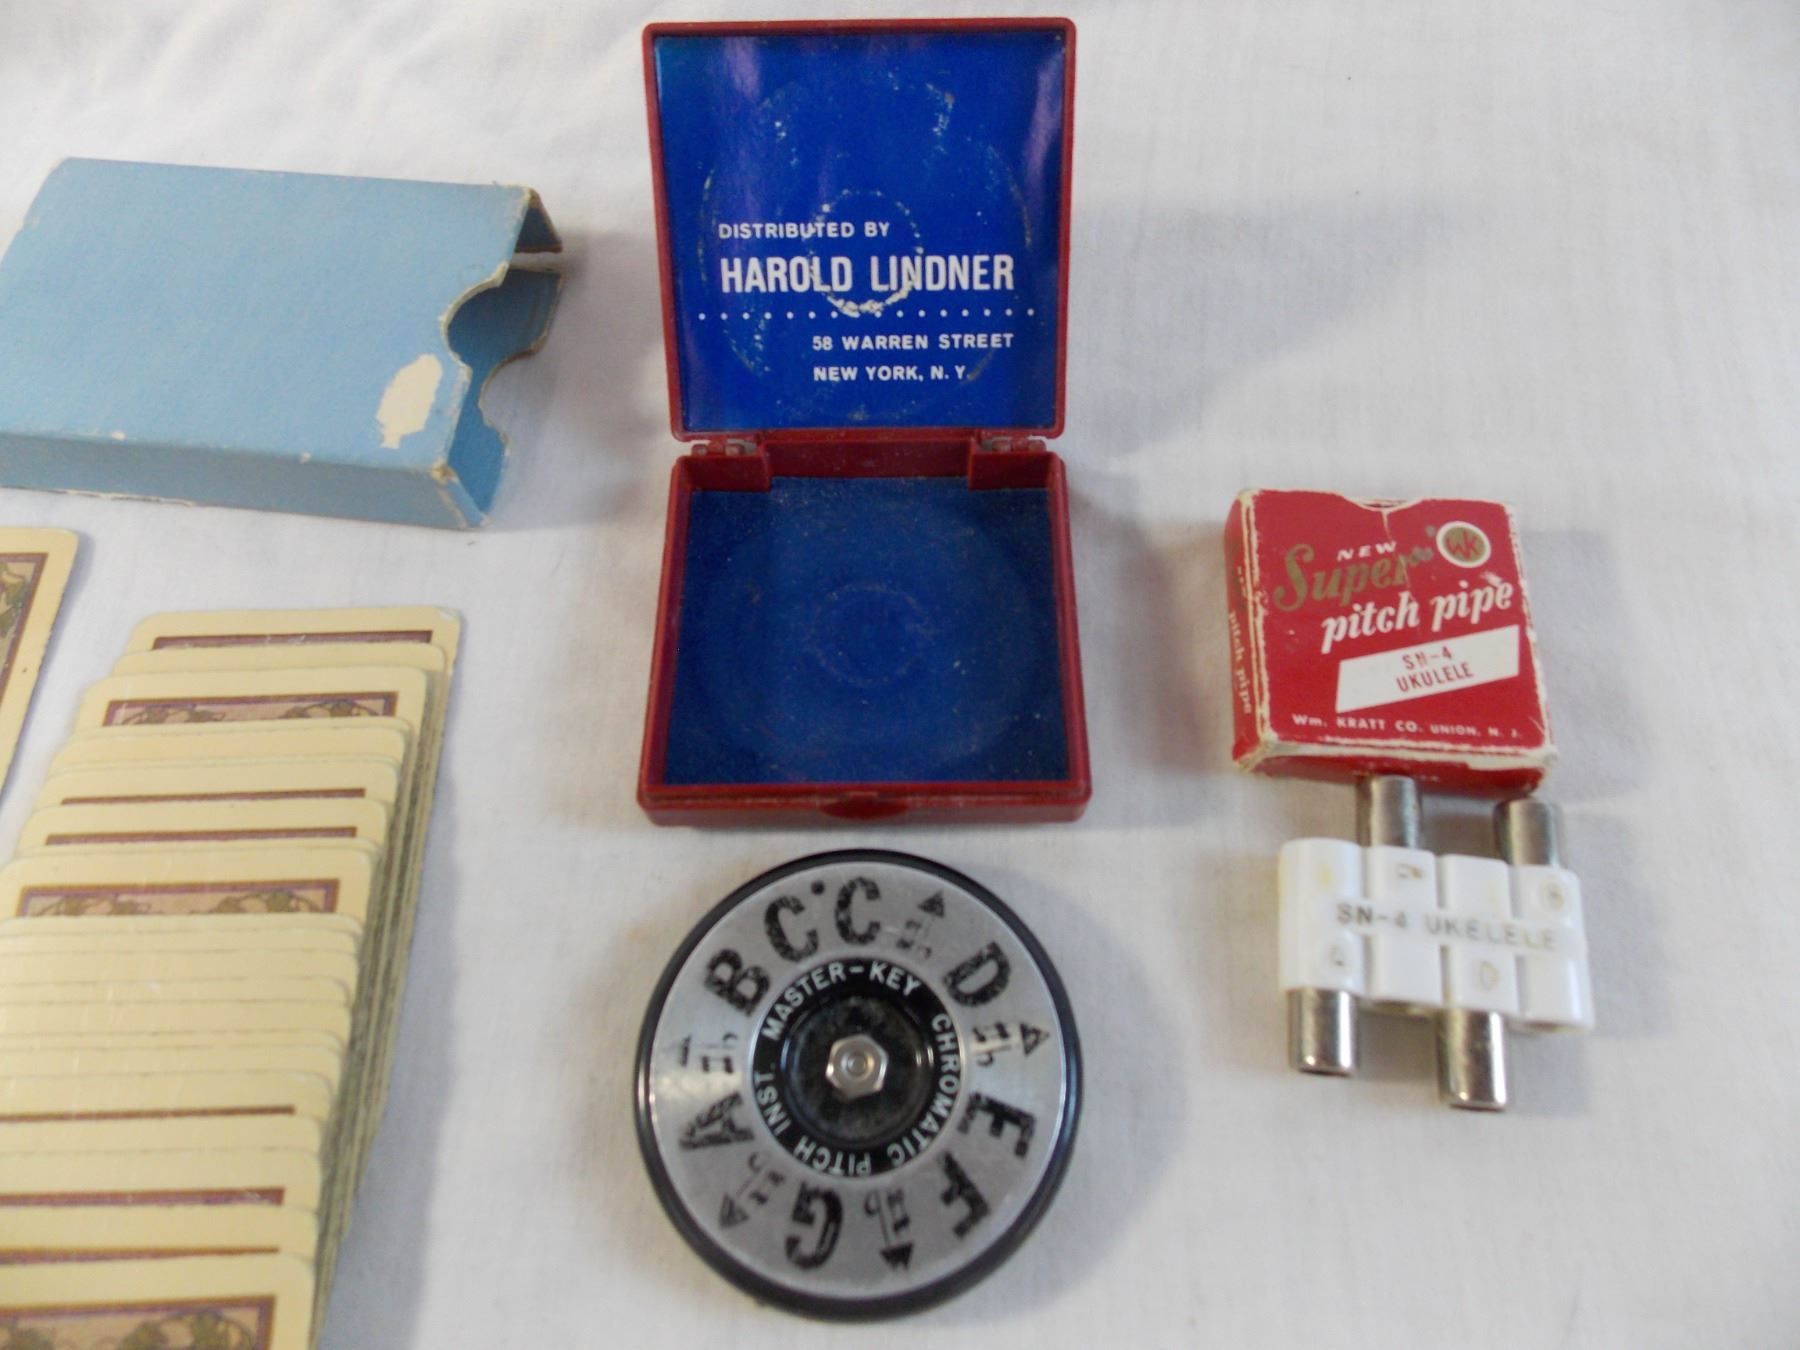 DISTRIBUTED BY
HAROLD LINDNER
58 WARREN STREET
NEW YORK, N. Y.
NEW
Super
WK
pitch pipe
SN-4
UKULELE
Wm. KRATT CO. UNION, N. J.
pitch pipe
SN-4 UKELELE
D
MASTER-KEY CHROMATIC PITCH INST.
C
D
E
F
G
A
B
C